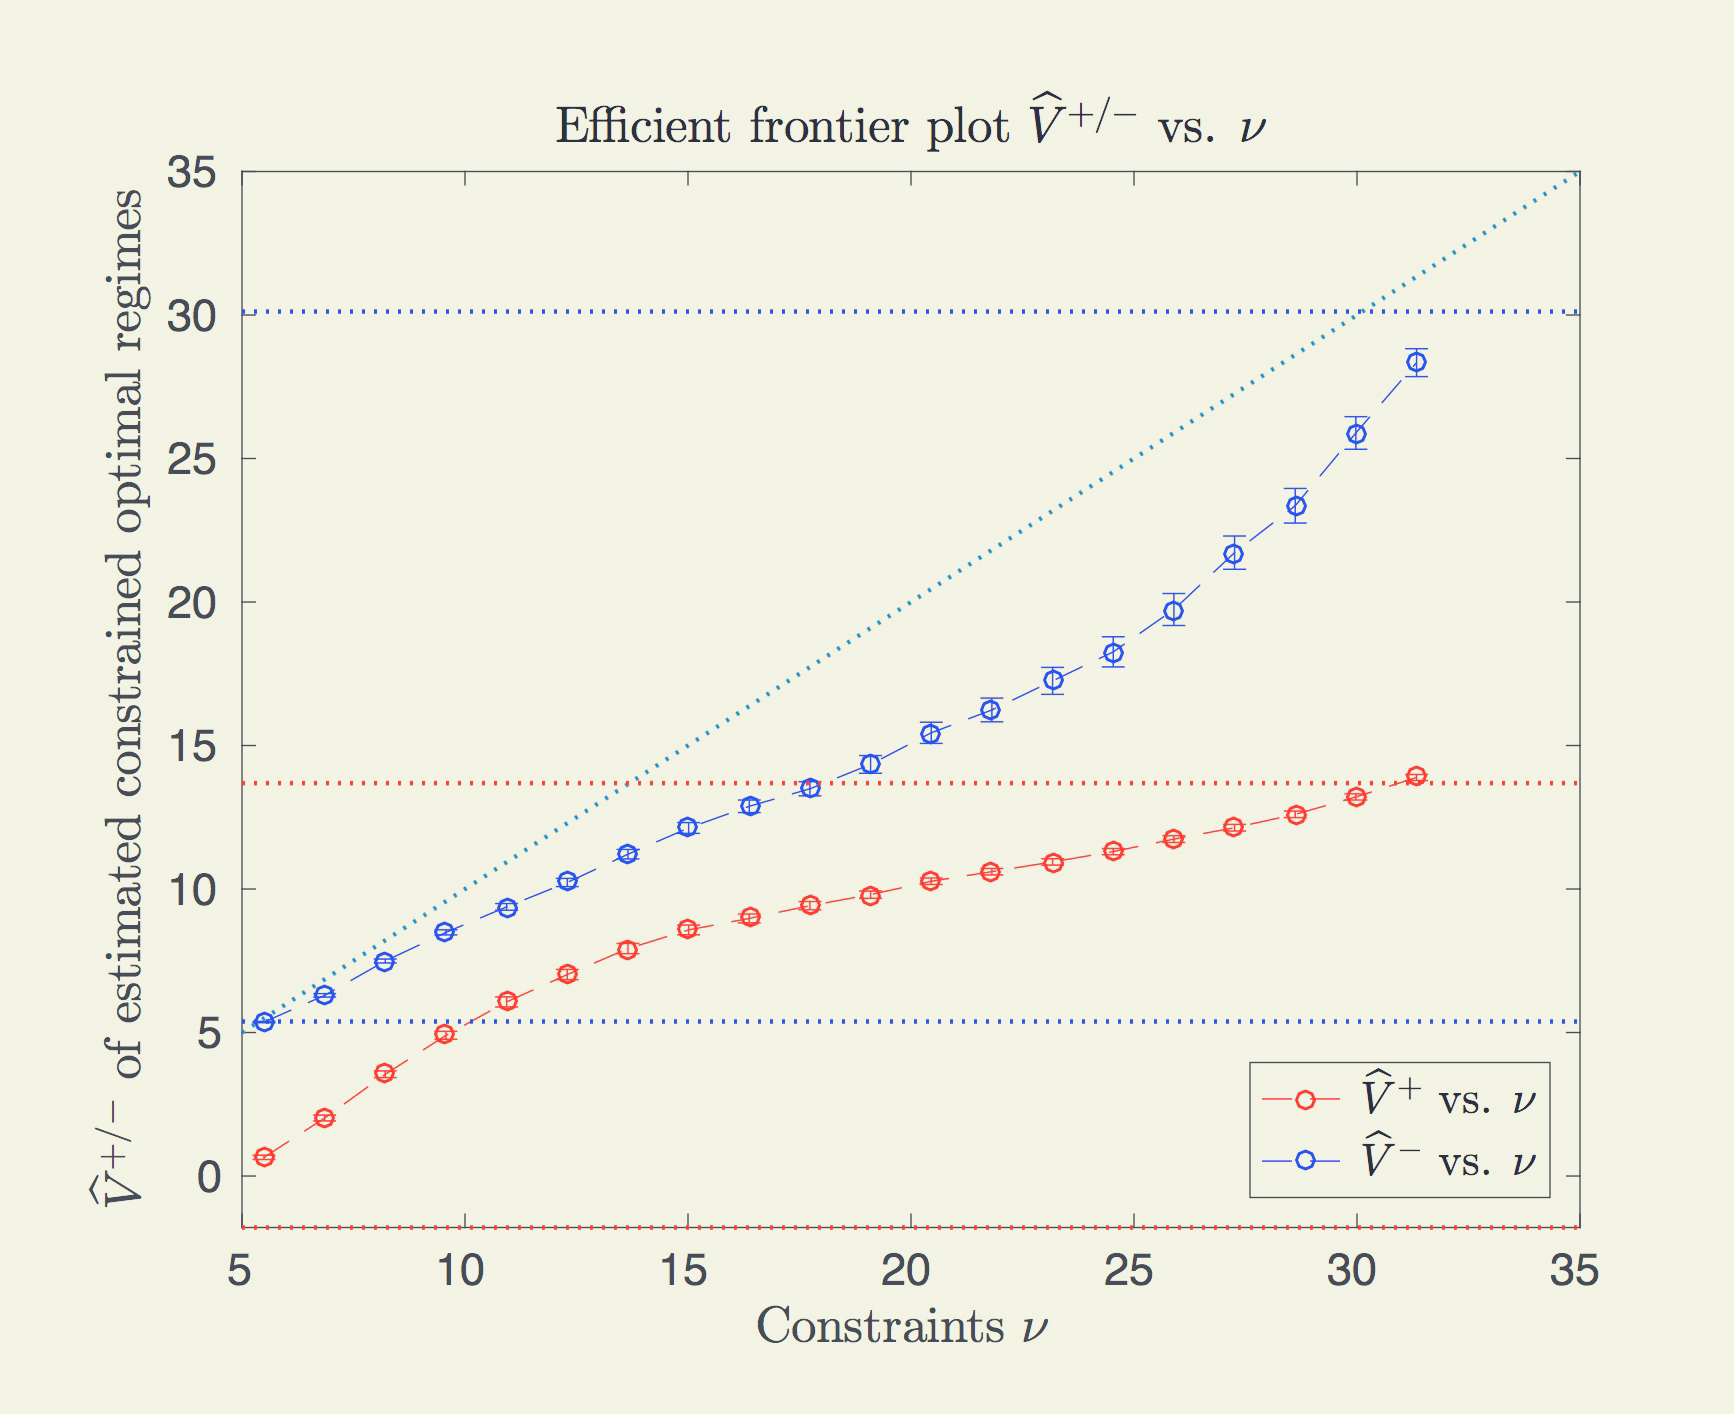 Efficient frontier plot V̂⁺/⁻ vs. ν
V̂⁺/⁻ of estimated constrained optimal regimes
35
30
25
20
15
10
5
0
5 10 15 20 25 30 35
Constraints ν
V̂⁺ vs. ν
V̂⁻ vs. ν